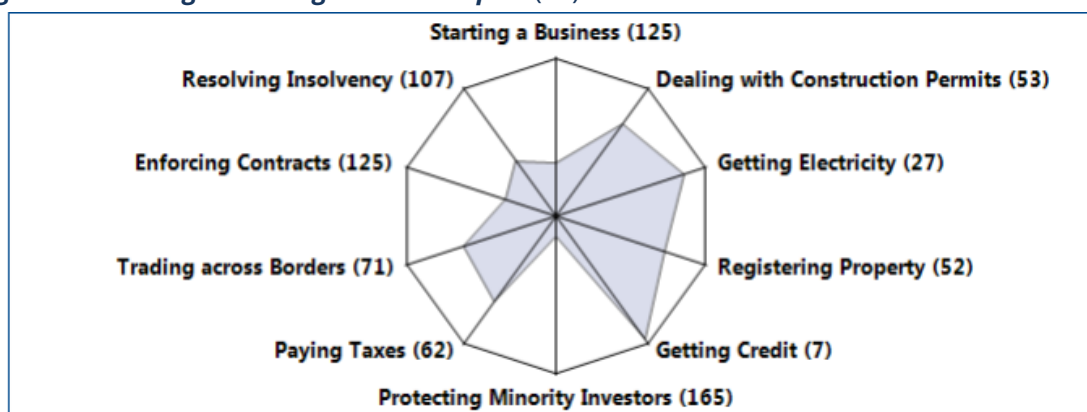 Starting a Business (125)
Resolving Insolvency (107)
Dealing with Construction Permits (53)
Enforcing Contracts (125)
Getting Electricity (27)
Trading across Borders (71)
Registering Property (52)
Paying Taxes (62)
Getting Credit (7)
Protecting Minority Investors (165)